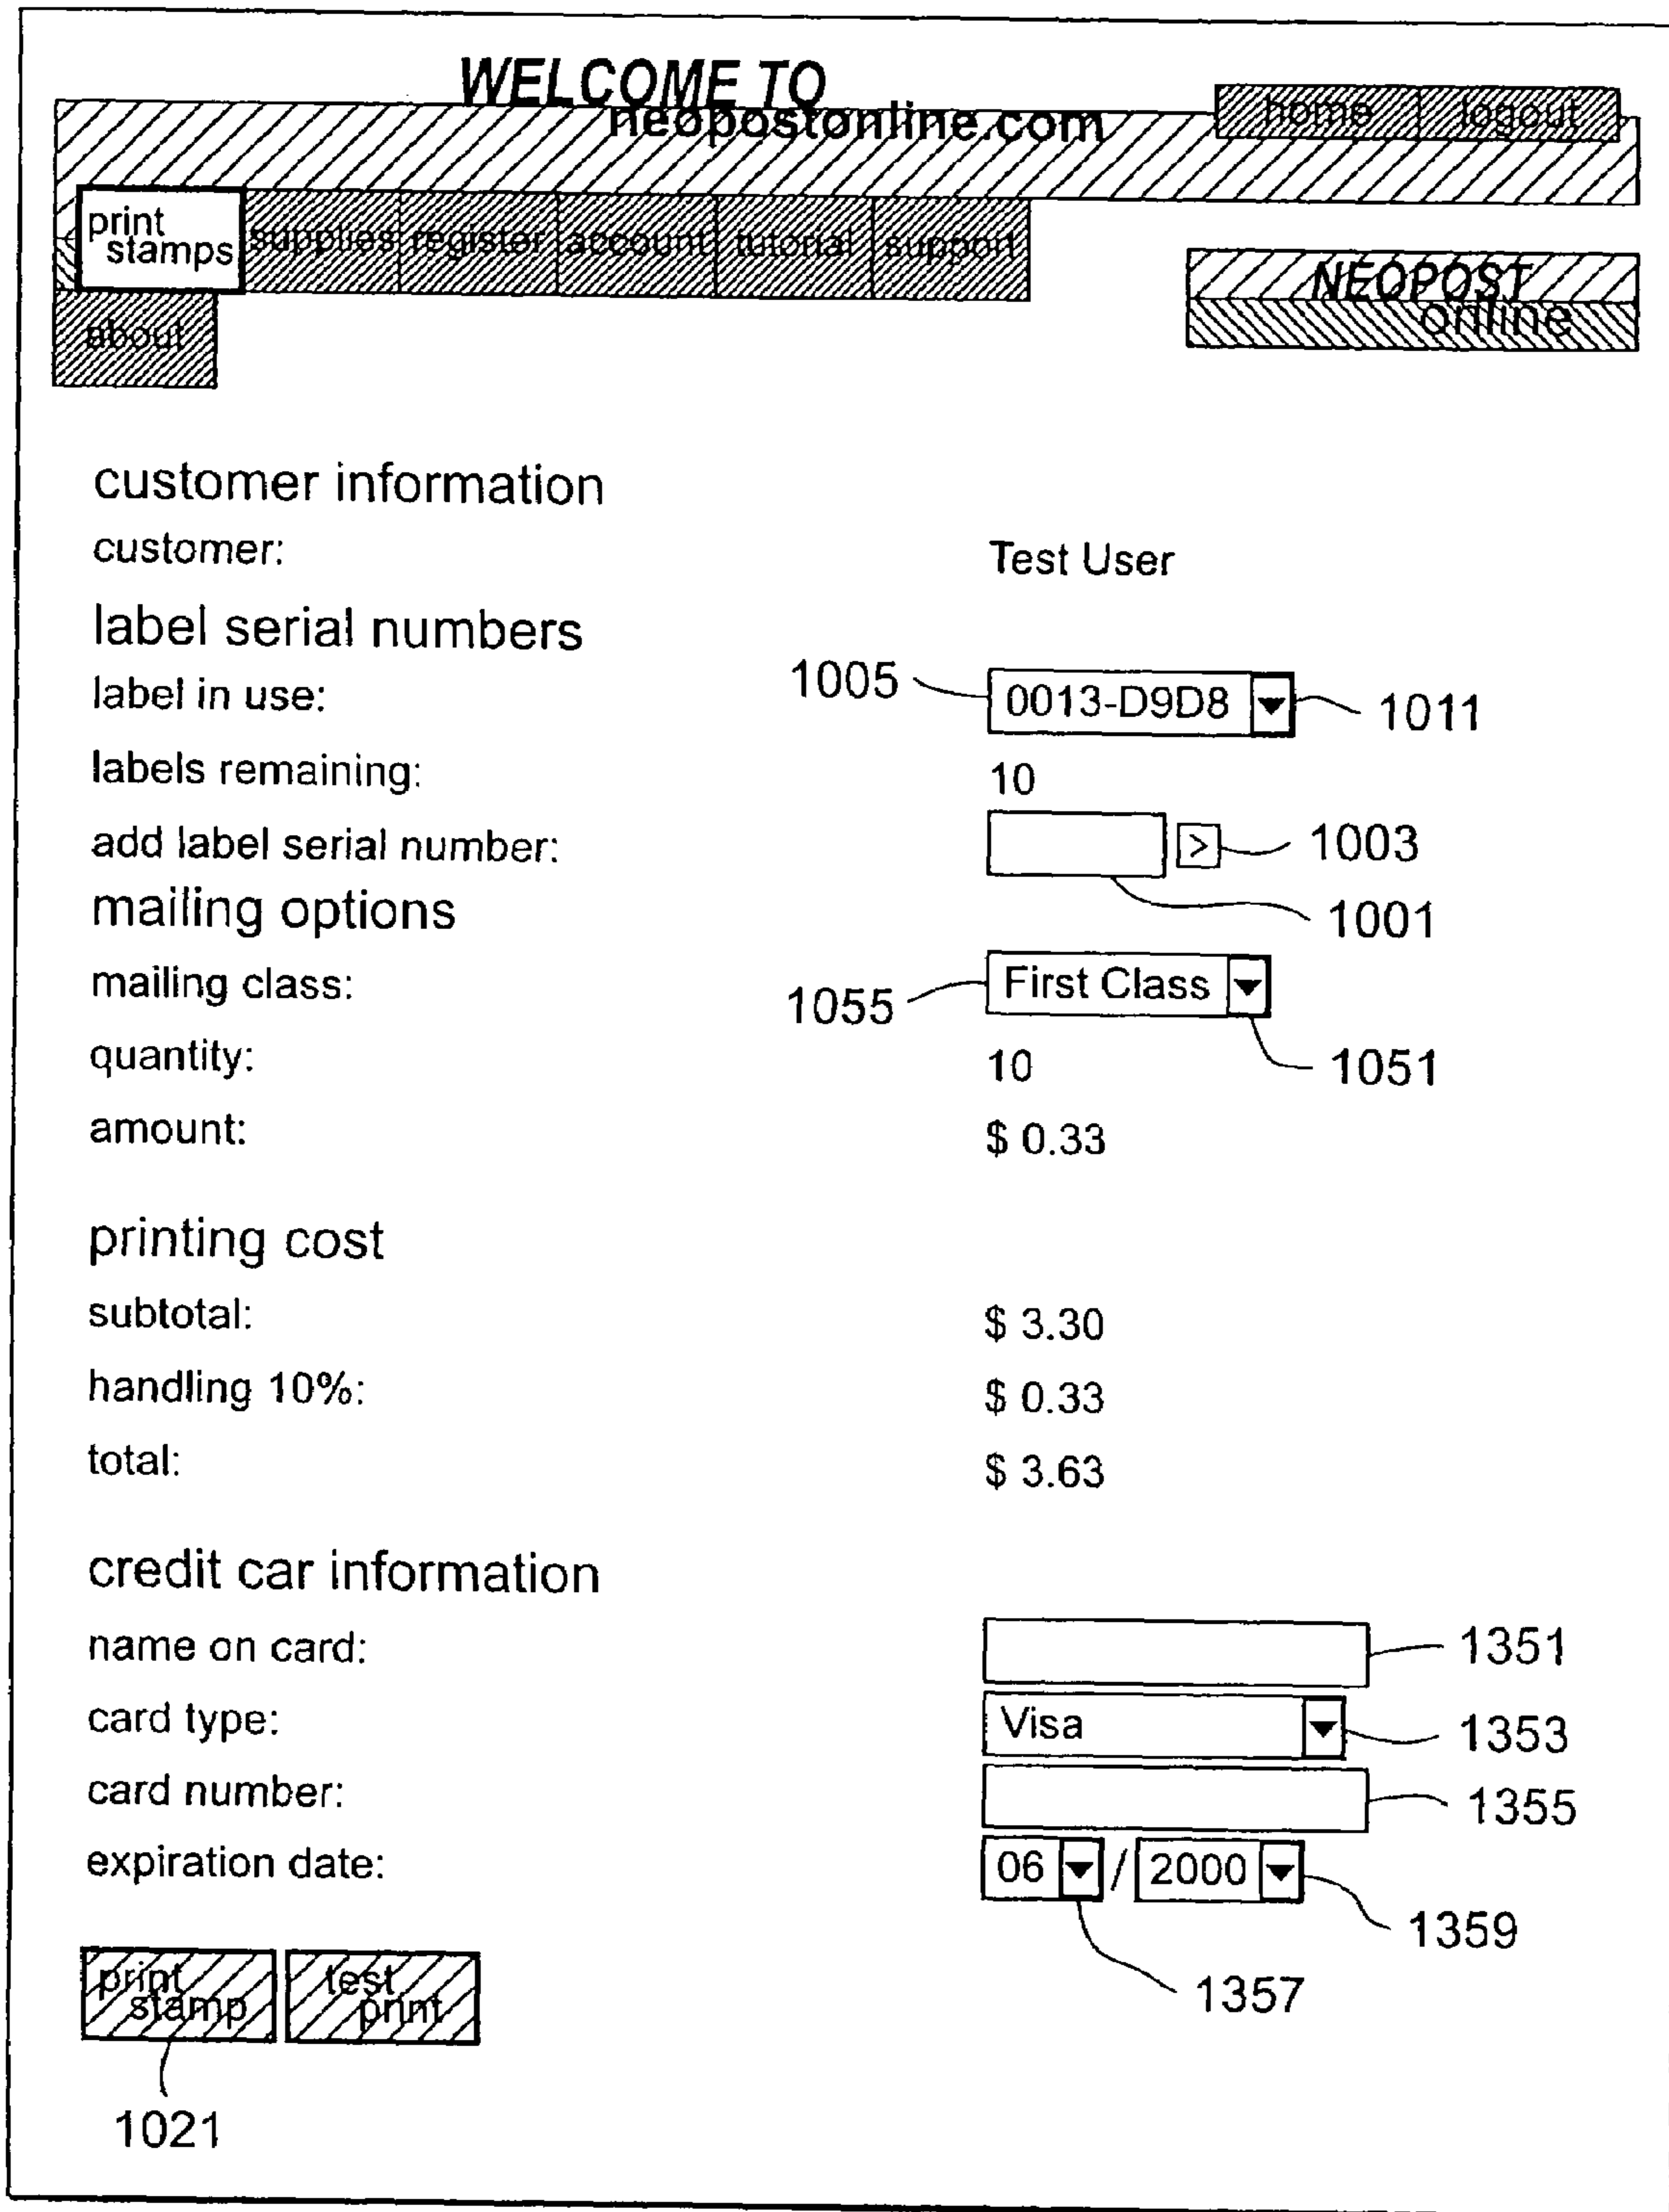 WELCOME TO
neopostonline.com
home logout
print stamps supplies register account tutorial support
NEOPOST
online
about
customer information
customer: Test User
label serial numbers
label in use: 1005 0013-D9D8 1011
labels remaining: 10
add label serial number: > 1003
1001
mailing options
mailing class: 1055 First Class
quantity: 10 1051
amount: $ 0.33
printing cost
subtotal: $ 3.30
handling 10%: $ 0.33
total: $ 3.63
credit car information
name on card: 1351
card type: Visa 1353
card number: 1355
expiration date: 06 / 2000
1359
1357
print stamp test print
1021